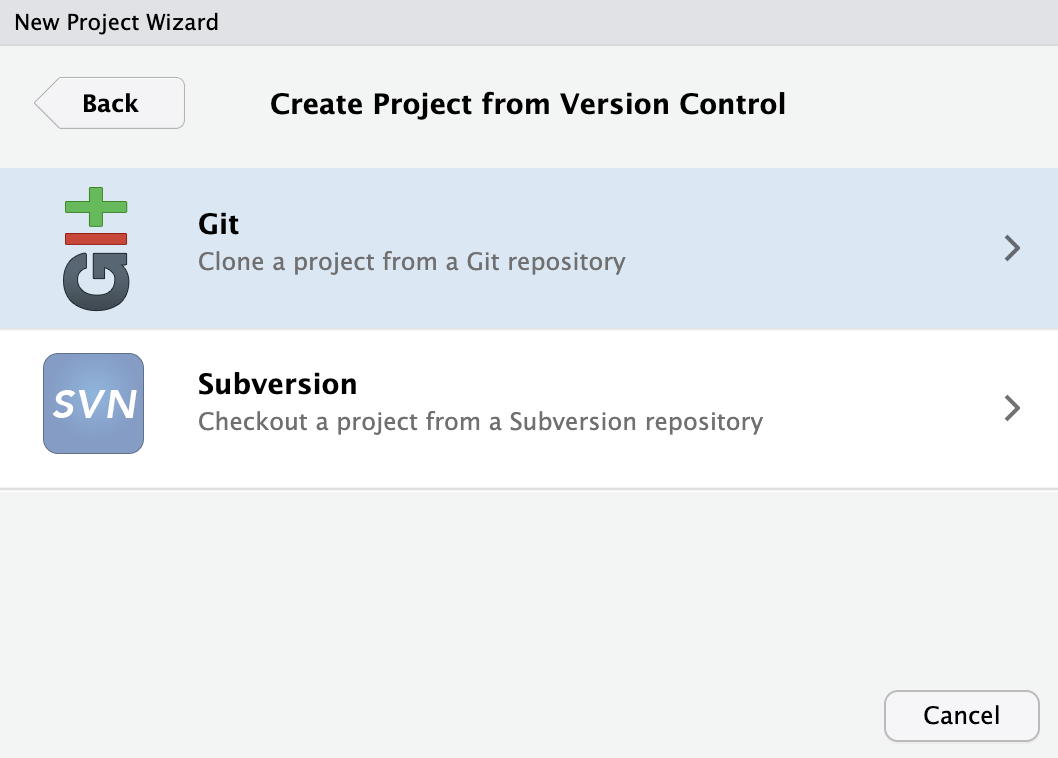 New Project Wizard
Back
Create Project from Version Control
Git
Git
Clone a project from a Git repository
SVN
Subversion
Checkout a project from a Subversion repository
Cancel